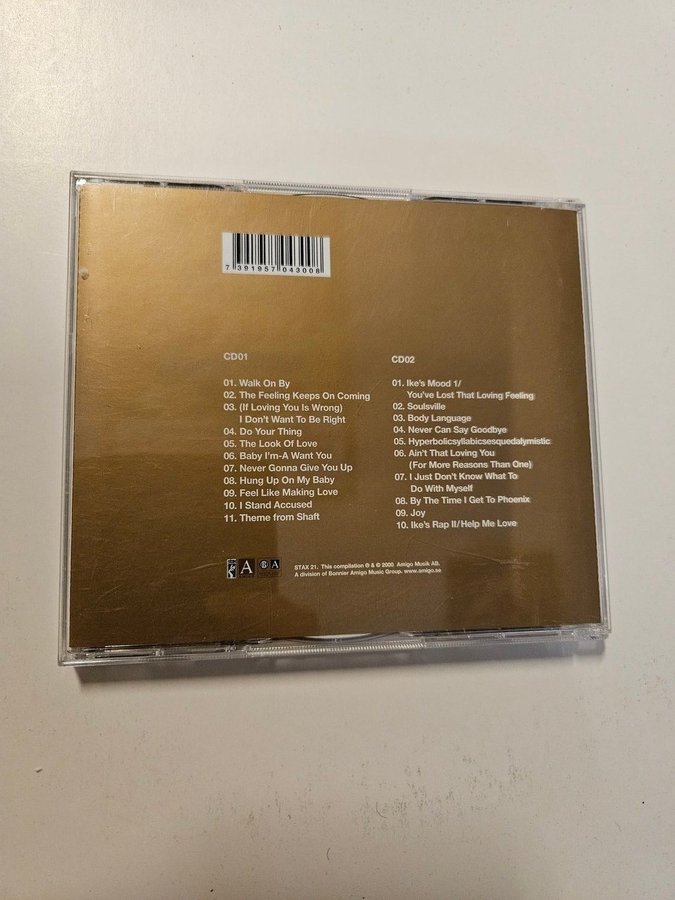 7 391957 043008
CD01
01. Walk On By
02. The Feeling Keeps On Coming
03. (If Loving You Is Wrong)
I Don't Want To Be Right
04. Do Your Thing
05. The Look Of Love
06. Baby I'm-A Want You
07. Never Gonna Give You Up
08. Hung Up On My Baby
09. Feel Like Making Love
10. I Stand Accused
11. Theme from Shaft
CD02
01. Ike's Mood 1/
You've Lost That Loving Feeling
02. Soulsville
03. Body Language
04. Never Can Say Goodbye
05. Hyperbolicsyllabicsesquedalymistic
06. Ain't That Loving You
(For More Reasons Than One)
07. I Just Don't Know What To
Do With Myself
08. By The Time I Get To Phoenix
09. Joy
10. Ike's Rap II/Help Me Love
A
A
STAX 21. This compilation ℗ & © 2000 Amigo Musik AB.
A division of Bonnier Amigo Music Group. www.amigo.se